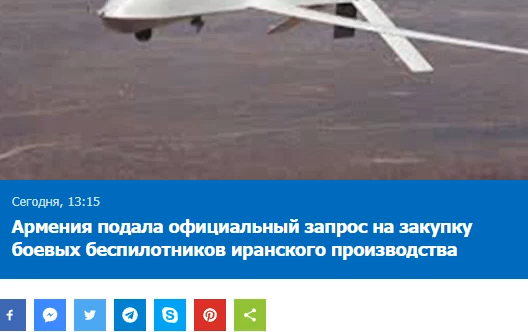 Сегодня, 13:15
Армения подала официальный запрос на закупку
боевых беспилотников иранского производства